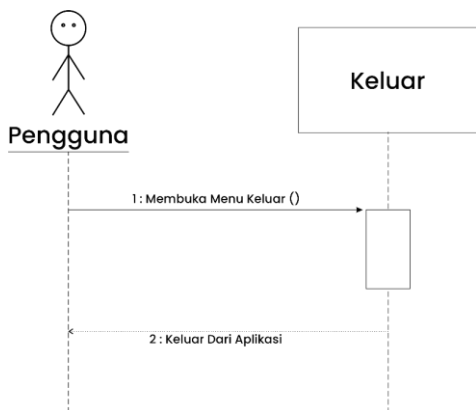 Pengguna
Keluar
1 : Membuka Menu Keluar ()
2 : Keluar Dari Aplikasi